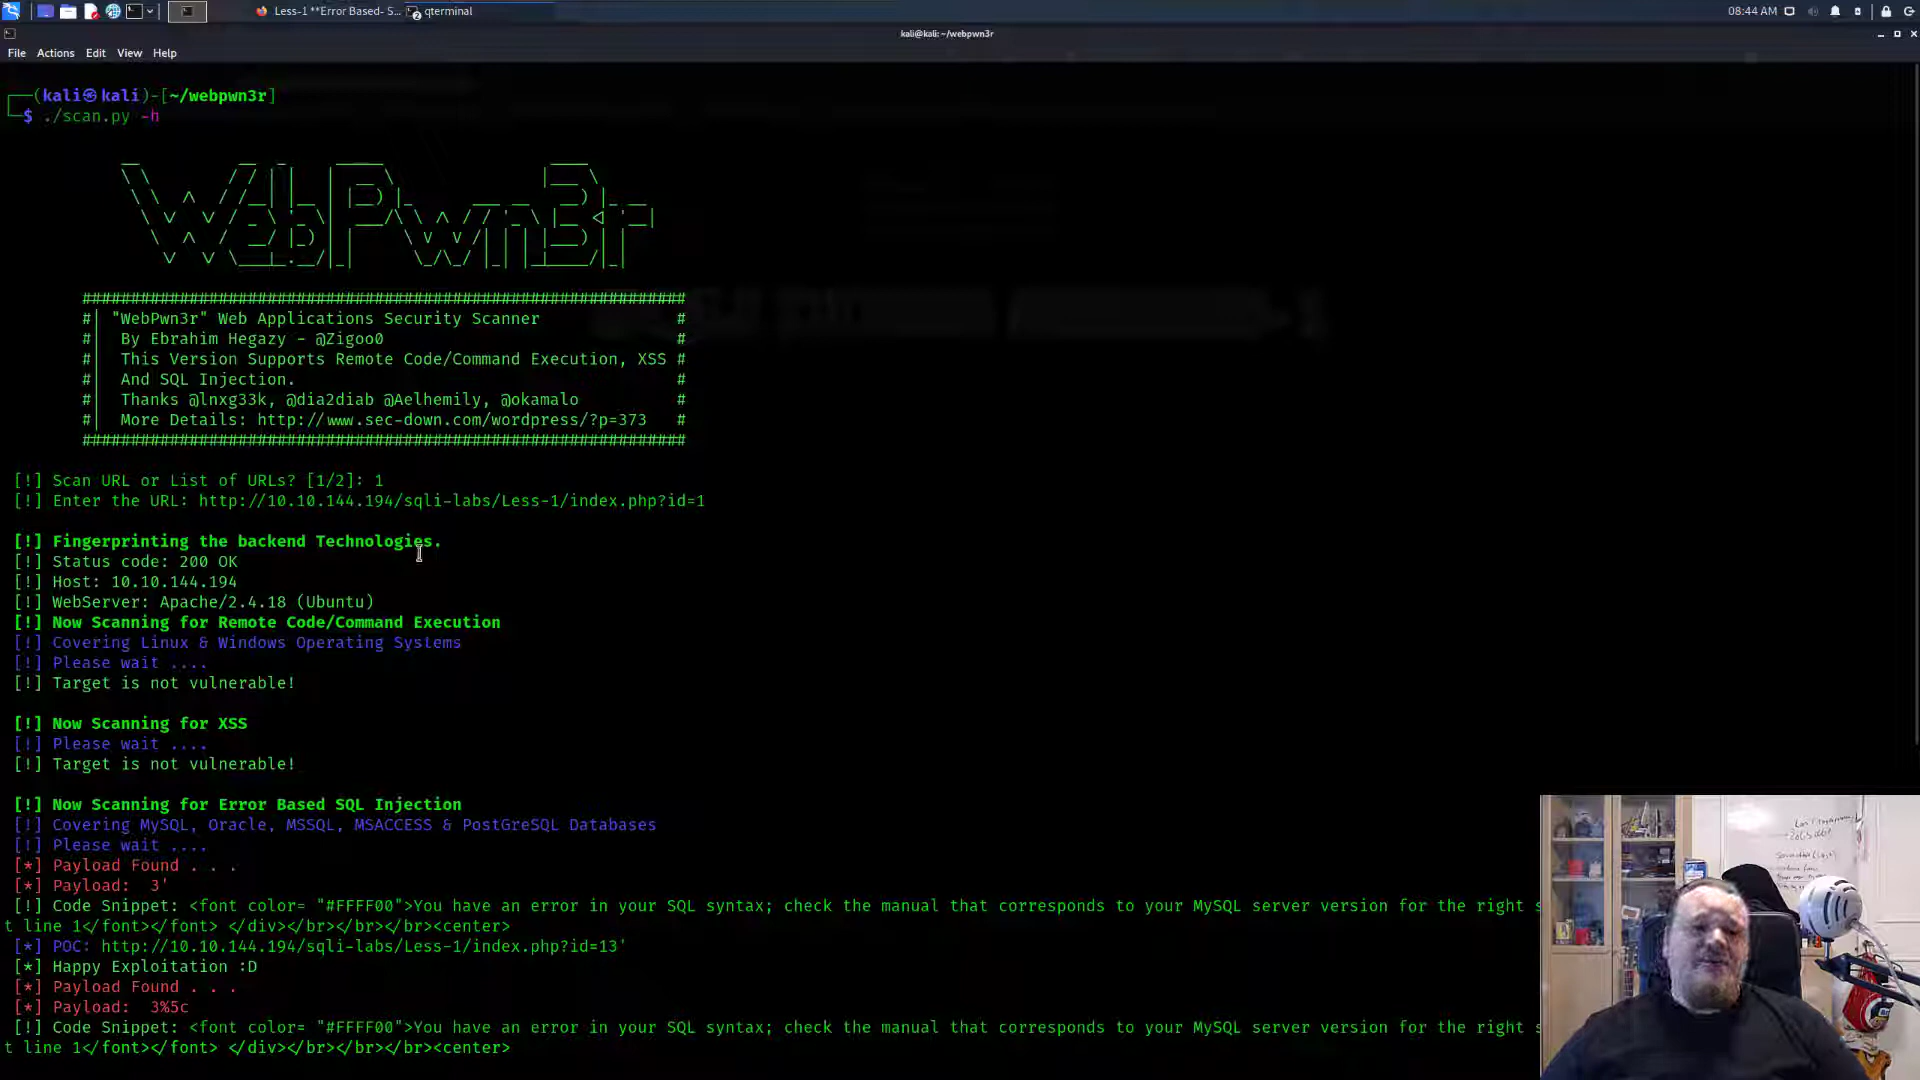 Less-1 **Error Based- S...
qterminal
08:44 AM
kali@kali: ~/webpwn3r
File Actions Edit View Help
┌──(kali㉿kali)-[~/webpwn3r]
└─$ ./scan.py -h
WebPwn3r
##############################################################
#| "WebPwn3r" Web Applications Security Scanner #
#| By Ebrahim Hegazy - @Zigoo0 #
#| This Version Supports Remote Code/Command Execution, XSS #
#| And SQL Injection. #
#| Thanks @lnxg33k, @dia2diab @Aelhemily, @okamalo #
#| More Details: http://www.sec-down.com/wordpress/?p=373 #
##############################################################
[!] Scan URL or List of URLs? [1/2]: 1
[!] Enter the URL: http://10.10.144.194/sqli-labs/Less-1/index.php?id=1
[!] Fingerprinting the backend Technologies.
[!] Status code: 200 OK
[!] Host: 10.10.144.194
[!] WebServer: Apache/2.4.18 (Ubuntu)
[!] Now Scanning for Remote Code/Command Execution
[!] Covering Linux & Windows Operating Systems
[!] Please wait ....
[!] Target is not vulnerable!
[!] Now Scanning for XSS
[!] Please wait ....
[!] Target is not vulnerable!
[!] Now Scanning for Error Based SQL Injection
[!] Covering MySQL, Oracle, MSSQL, MSACCESS & PostGreSQL Databases
[!] Please wait ....
[*] Payload Found . . .
[*] Payload: 3'
[!] Code Snippet: <font color= "#FFFF00">You have an error in your SQL syntax; check the manual that corresponds to your MySQL server version for the right s
t line 1</font></font> </div></br></br></br><center>
[*] POC: http://10.10.144.194/sqli-labs/Less-1/index.php?id=13'
[*] Happy Exploitation :D
[*] Payload Found . . .
[*] Payload: 3%5c
[!] Code Snippet: <font color= "#FFFF00">You have an error in your SQL syntax; check the manual that corresponds to your MySQL server version for the right s
t line 1</font></font> </div></br></br></br><center>